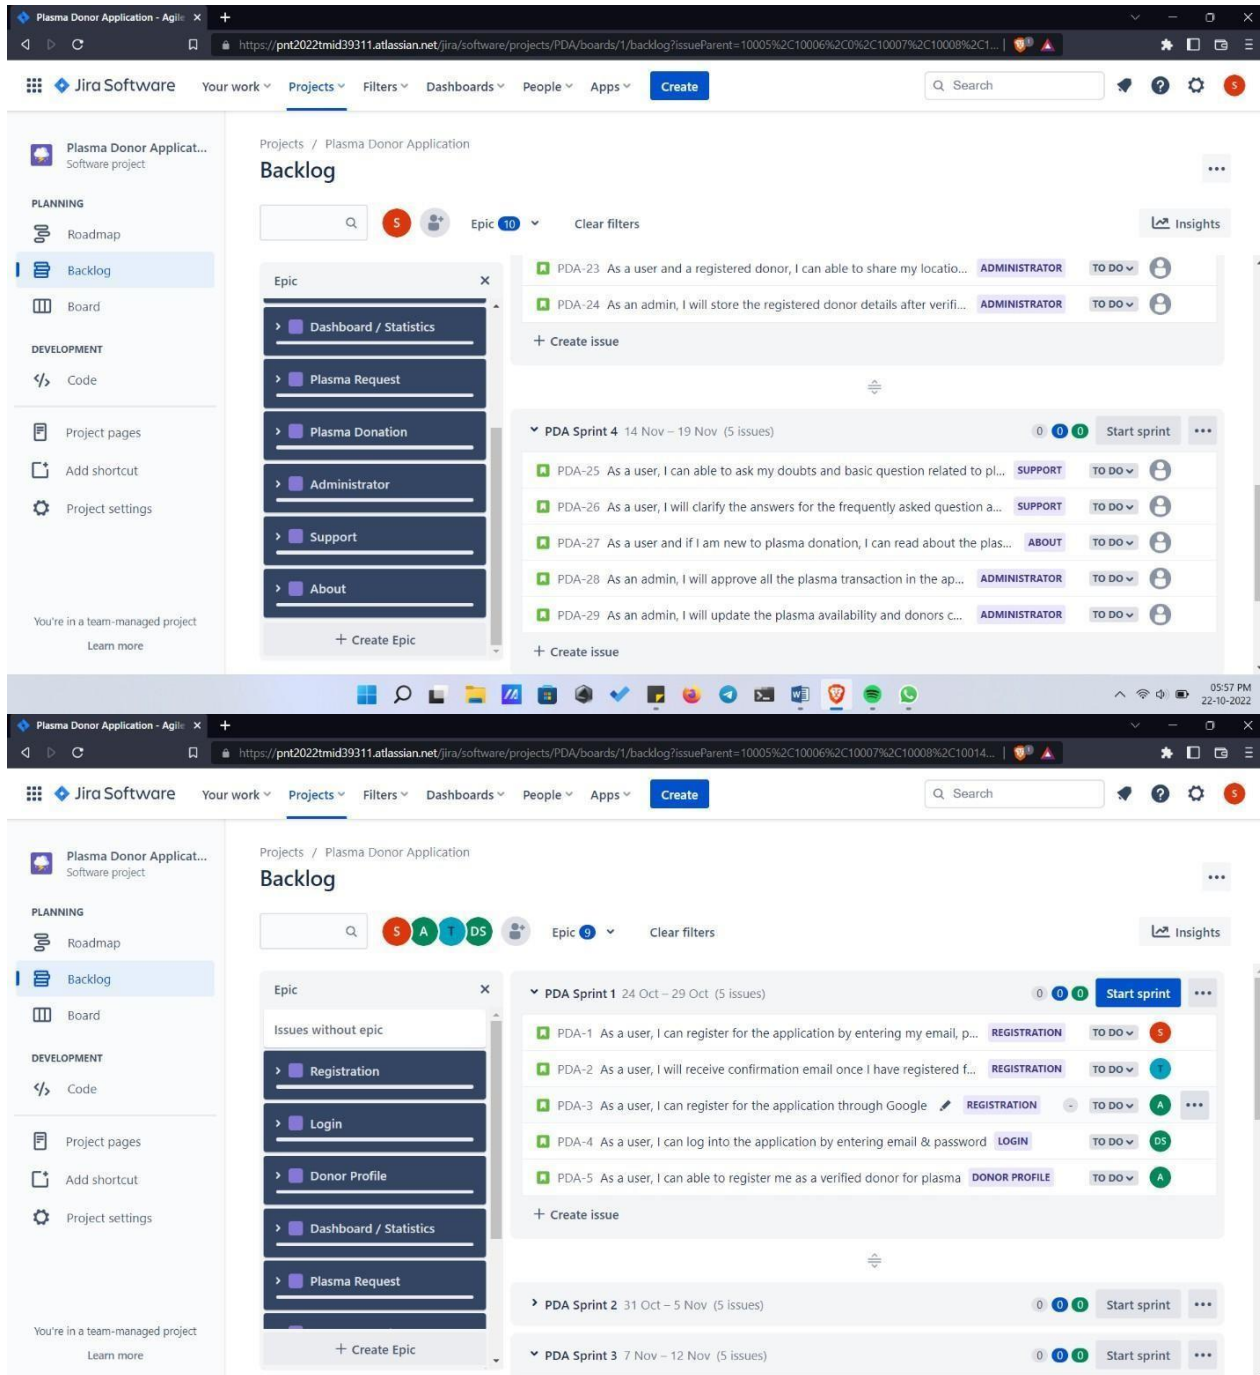 Plasma Donor Application - Agile
https://pnt2022tmid39311.atlassian.net/jira/software/projects/PDA/boards/1/backlog?issueParent=10005%2C10006%2C0%2C10007%2C10008%2C1...
Jira Software Your work Projects Filters Dashboards People Apps Create Search S
Plasma Donor Applicat...
Software project
PLANNING
Roadmap
Backlog
Board
DEVELOPMENT
Code
Project pages
Add shortcut
Project settings
You're in a team-managed project
Learn more
Projects / Plasma Donor Application
Backlog
S Epic 10 Clear filters Insights
Epic
Dashboard / Statistics
Plasma Request
Plasma Donation
Administrator
Support
About
+ Create Epic
PDA-23 As a user and a registered donor, I can able to share my locatio... ADMINISTRATOR TO DO
PDA-24 As an admin, I will store the registered donor details after verifi... ADMINISTRATOR TO DO
+ Create issue
PDA Sprint 4 14 Nov – 19 Nov (5 issues) 0 0 0 Start sprint
PDA-25 As a user, I can able to ask my doubts and basic question related to pl... SUPPORT TO DO
PDA-26 As a user, I will clarify the answers for the frequently asked question a... SUPPORT TO DO
PDA-27 As a user and if I am new to plasma donation, I can read about the plas... ABOUT TO DO
PDA-28 As an admin, I will approve all the plasma transaction in the ap... ADMINISTRATOR TO DO
PDA-29 As an admin, I will update the plasma availability and donors c... ADMINISTRATOR TO DO
+ Create issue
05:57 PM
22-10-2022
Plasma Donor Application - Agile
https://pnt2022tmid39311.atlassian.net/jira/software/projects/PDA/boards/1/backlog?issueParent=10005%2C10006%2C10007%2C10008%2C10014...
Jira Software Your work Projects Filters Dashboards People Apps Create Search S
Plasma Donor Applicat...
Software project
PLANNING
Roadmap
Backlog
Board
DEVELOPMENT
Code
Project pages
Add shortcut
Project settings
You're in a team-managed project
Learn more
Projects / Plasma Donor Application
Backlog
S A T DS Epic 9 Clear filters Insights
Epic
Issues without epic
Registration
Login
Donor Profile
Dashboard / Statistics
Plasma Request
+ Create Epic
PDA Sprint 1 24 Oct – 29 Oct (5 issues) 0 0 0 Start sprint
PDA-1 As a user, I can register for the application by entering my email, p... REGISTRATION TO DO S
PDA-2 As a user, I will receive confirmation email once I have registered f... REGISTRATION TO DO T
PDA-3 As a user, I can register for the application through Google REGISTRATION - TO DO A
PDA-4 As a user, I can log into the application by entering email & password LOGIN TO DO DS
PDA-5 As a user, I can able to register me as a verified donor for plasma DONOR PROFILE TO DO A
+ Create issue
PDA Sprint 2 31 Oct – 5 Nov (5 issues) 0 0 0 Start sprint
PDA Sprint 3 7 Nov – 12 Nov (5 issues) 0 0 0 Start sprint